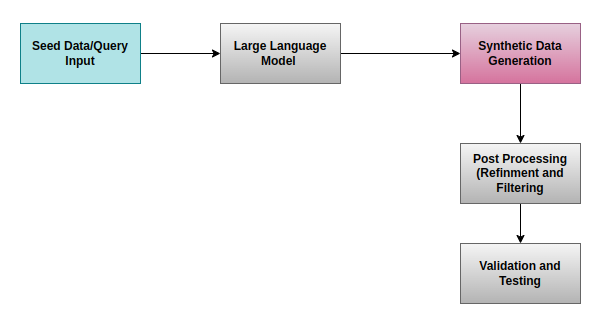 Seed Data/Query
Input
Large Language
Model
Synthetic Data
Generation
Post Processing
(Refinment and
Filtering
Validation and
Testing